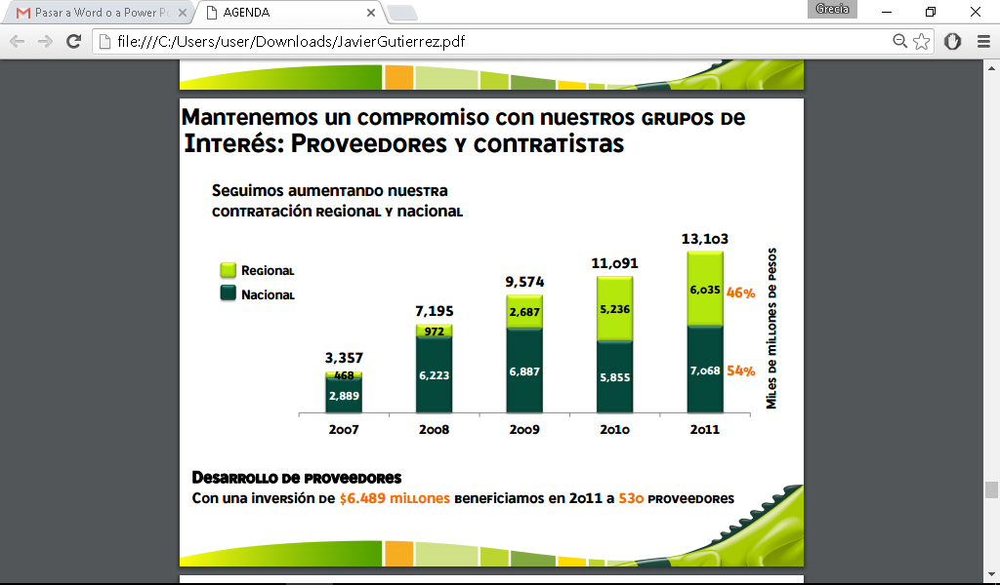 Grecia
Pasar a Word o a Power P
AGENDA
file:///C:/Users/user/Downloads/JavierGutierrez.pdf
Mantenemos un compromiso con nuestros grupos de
Interés: Proveedores y contratistas
Seguimos aumentando nuestra
contratación regional y nacional
Regional
Nacional
3,357
468
2,889
7,195
972
6,223
9,574
2,687
6,887
11,091
5,236
5,855
13,103
6,035
46%
7,068
54%
Miles de millones de pesos
2007 2008 2009 2010 2011
Desarrollo de proveedores
Con una inversión de $6.489 millones beneficiamos en 2011 a 530 proveedores